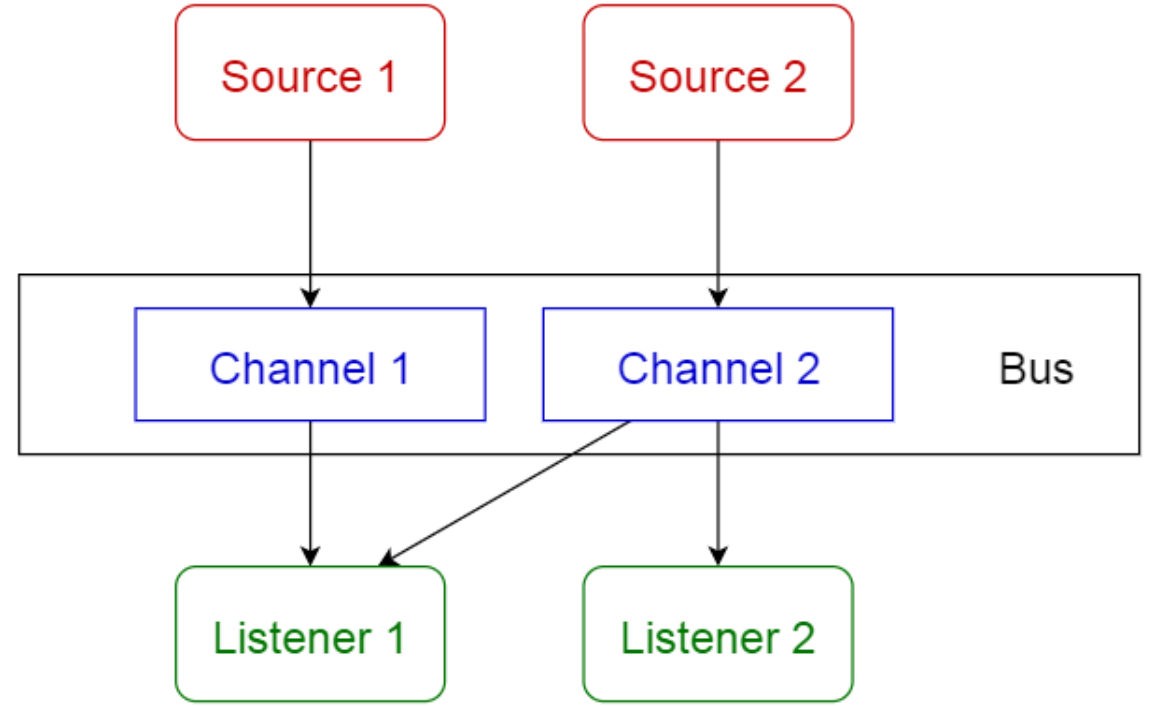 Source 1
Source 2
Channel 1
Channel 2
Bus
Listener 1
Listener 2